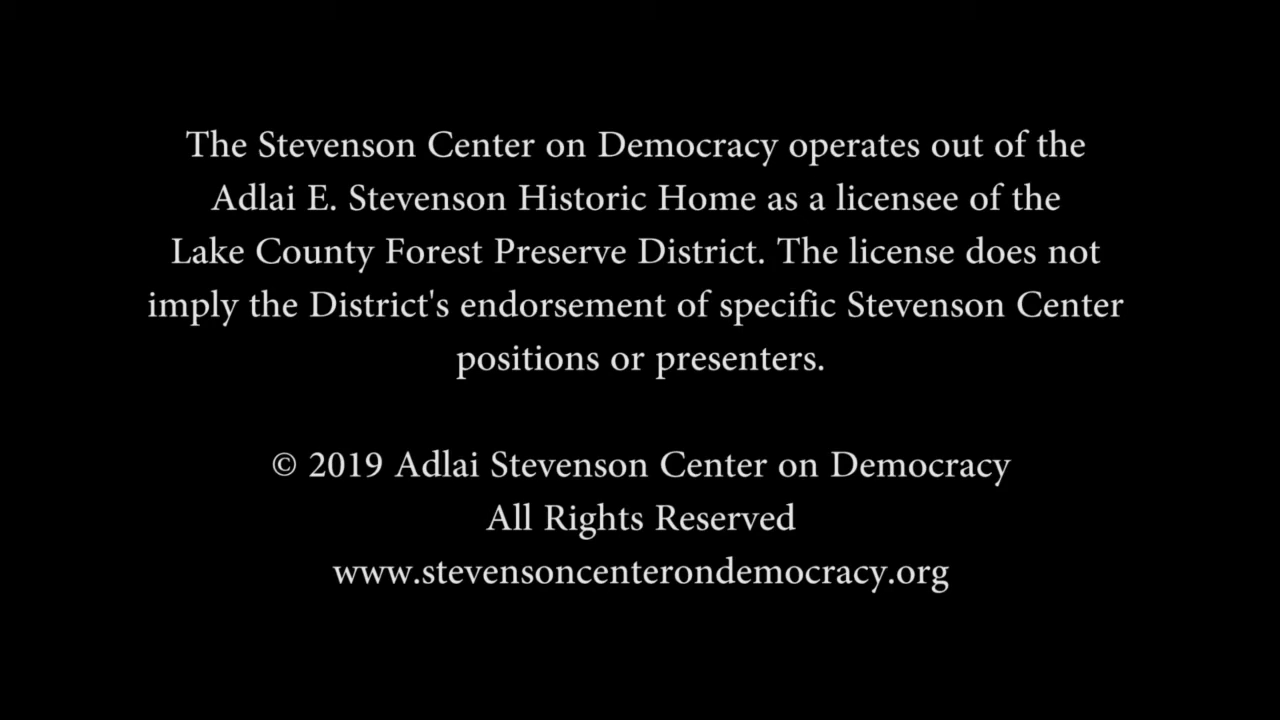 The Stevenson Center on Democracy operates out of the
Adlai E. Stevenson Historic Home as a licensee of the
Lake County Forest Preserve District. The license does not
imply the District's endorsement of specific Stevenson Center
positions or presenters.
© 2019 Adlai Stevenson Center on Democracy
All Rights Reserved
www.stevensoncenterondemocracy.org